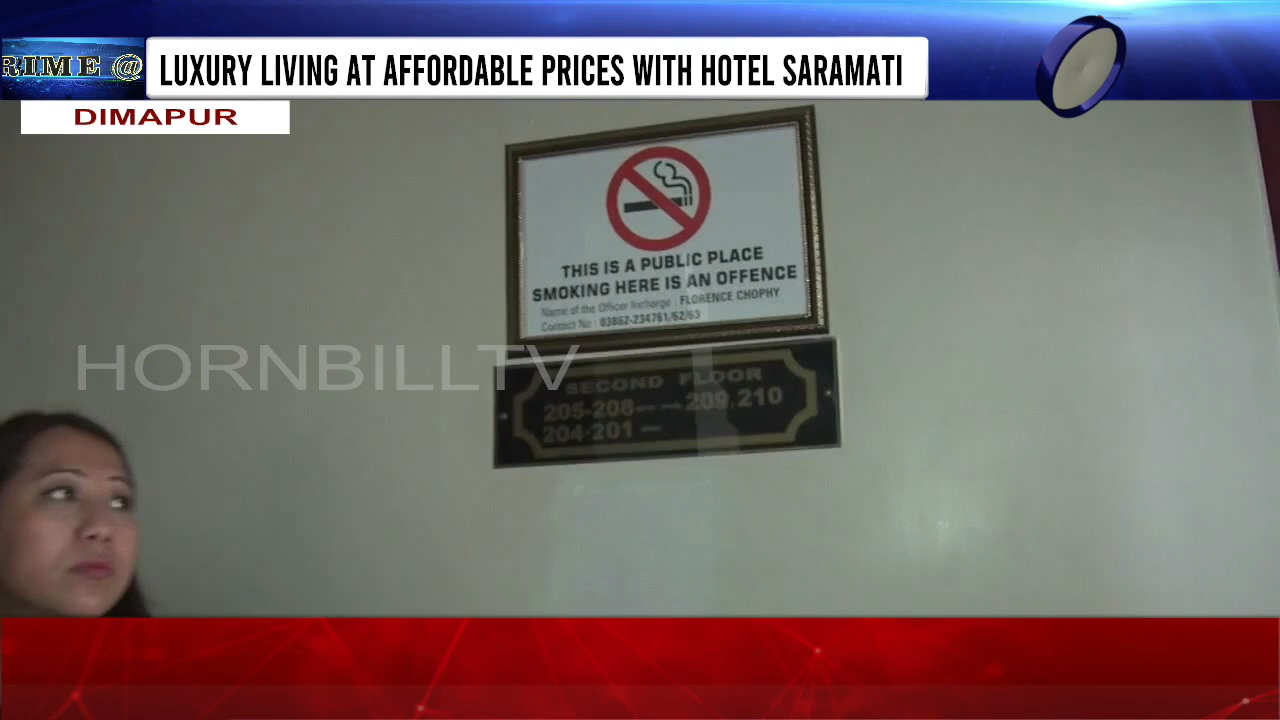 RIME @
LUXURY LIVING AT AFFORDABLE PRICES WITH HOTEL SARAMATI
DIMAPUR
THIS IS A PUBLIC PLACE
SMOKING HERE IS AN OFFENCE
Name of the Officer Incharge : FLORENCE CHOPHY
Contact No : 03862-234761/62/63
HORNBILLTV
SECOND FLOOR
205-208 209,210
204-201